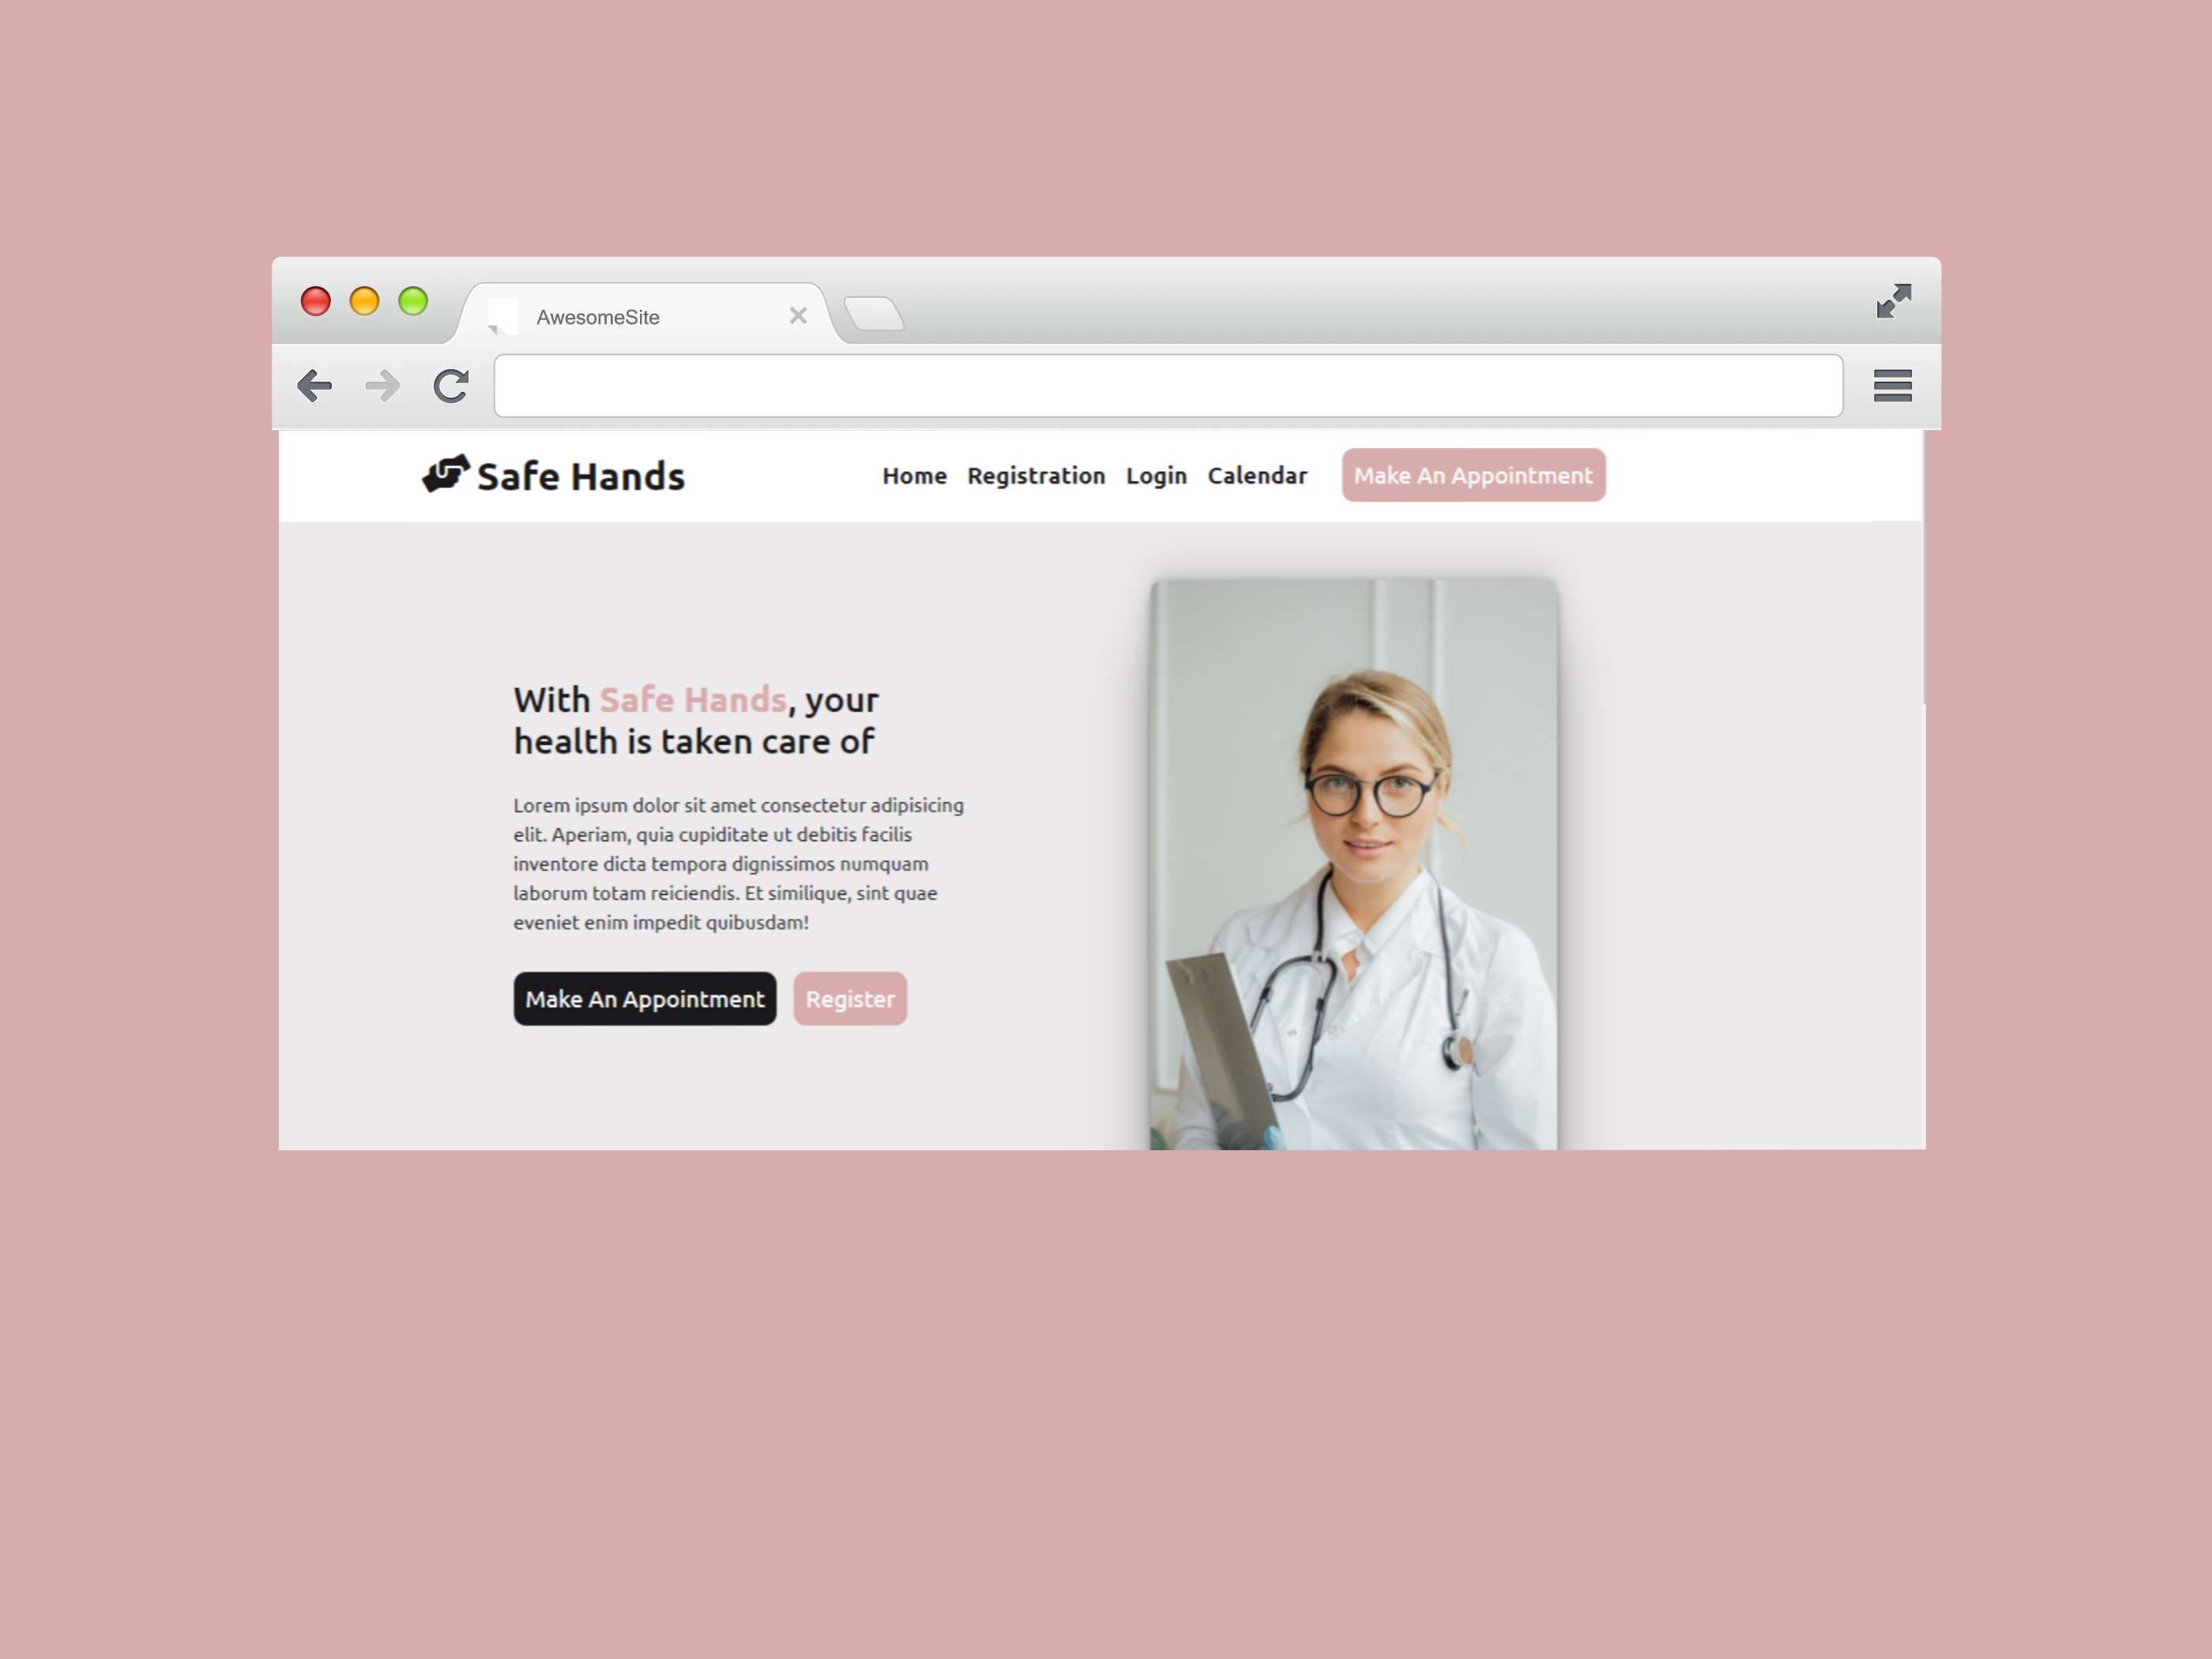 AwesomeSite
Safe Hands
Home Registration Login Calendar Make An Appointment
With Safe Hands, your
health is taken care of
Lorem ipsum dolor sit amet consectetur adipisicing
elit. Aperiam, quia cupiditate ut debitis facilis
inventore dicta tempora dignissimos numquam
laborum totam reiciendis. Et similique, sint quae
eveniet enim impedit quibusdam!
Make An Appointment Register